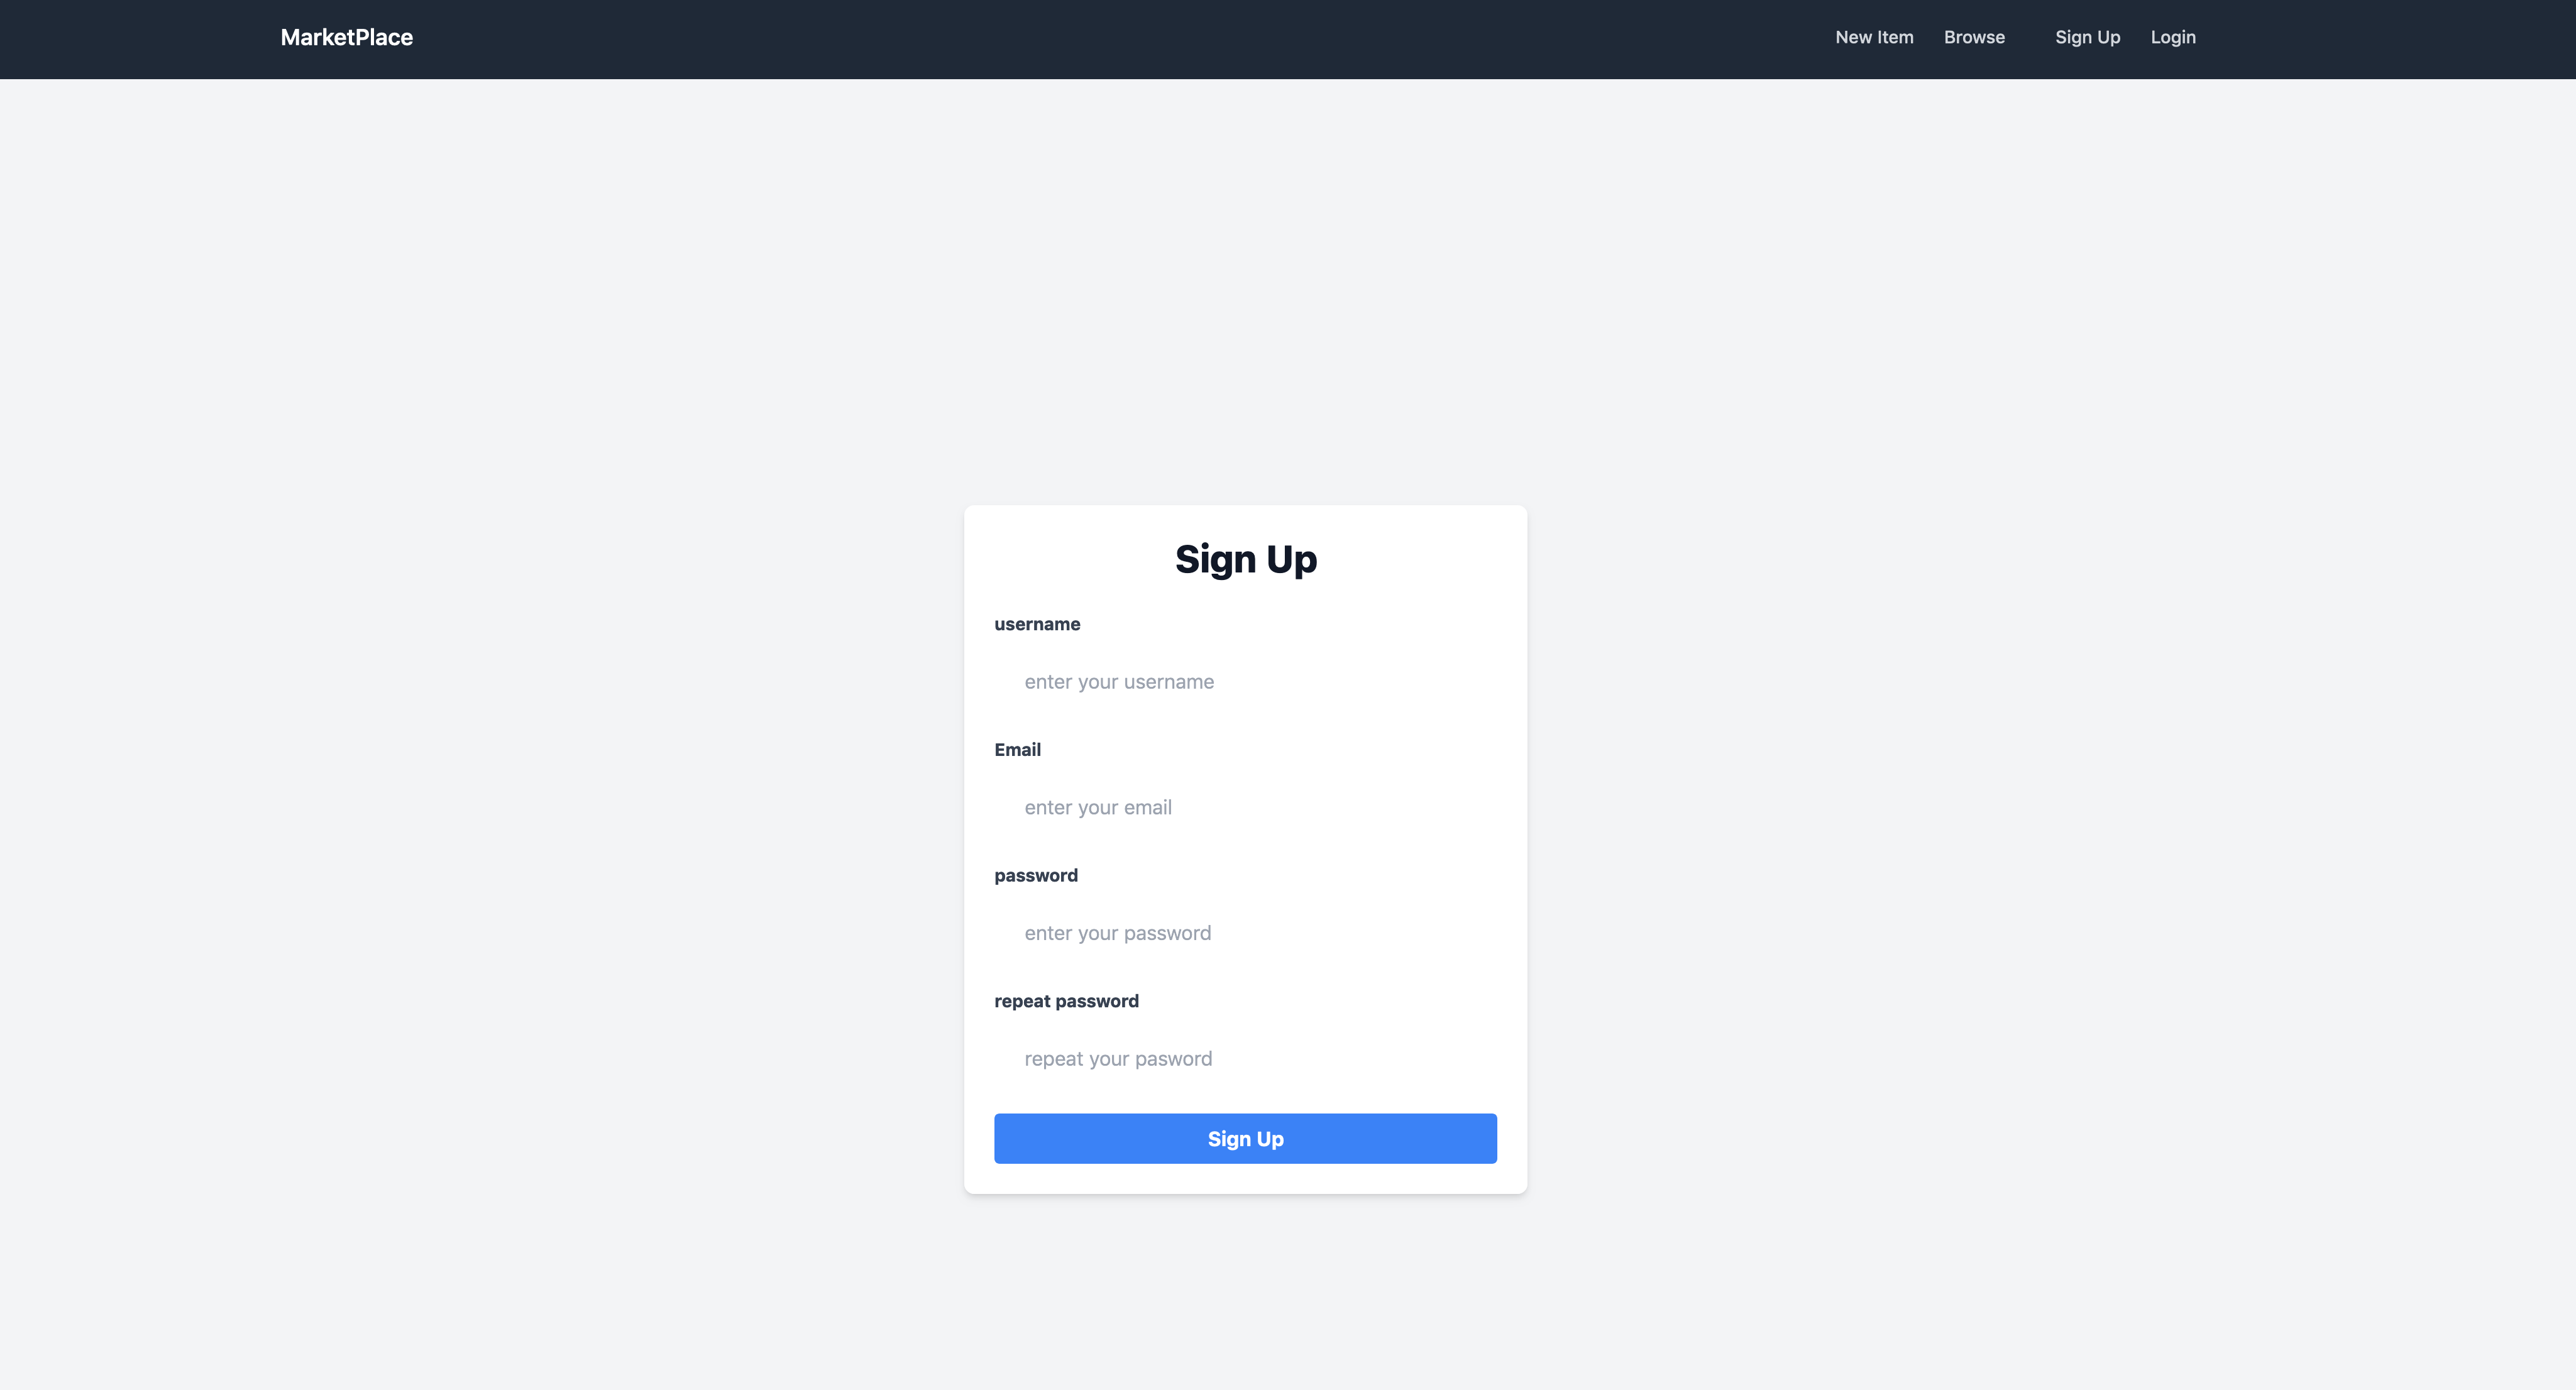 MarketPlace New Item Browse Sign Up Login
Sign Up
username
enter your username
Email
enter your email
password
enter your password
repeat password
repeat your pasword
Sign Up